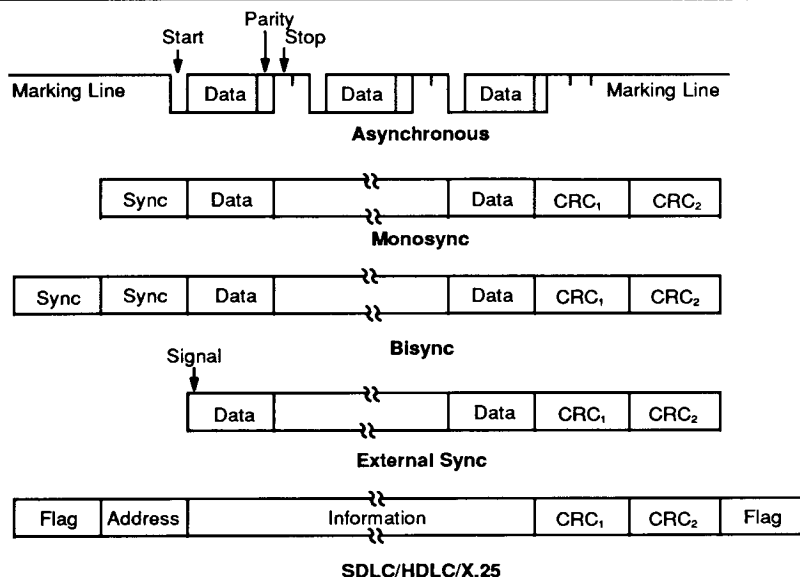 Parity
Start Stop
Marking Line Data Data Data Marking Line
Asynchronous
Sync Data Data CRC₁ CRC₂
Monosync
Sync Sync Data Data CRC₁ CRC₂
Bisync
Signal
Data Data CRC₁ CRC₂
External Sync
Flag Address Information CRC₁ CRC₂ Flag
SDLC/HDLC/X.25